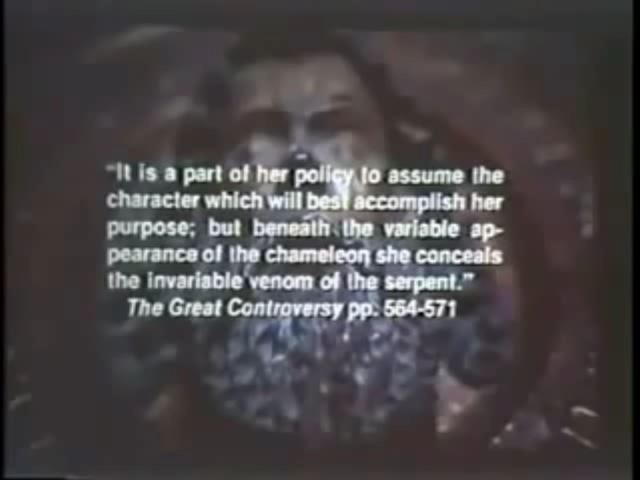 "It is a part of her policy to assume the
character which will best accomplish her
purpose; but beneath the variable ap-
pearance of the chameleon she conceals
the invariable venom of the serpent."
The Great Controversy pp. 564-571